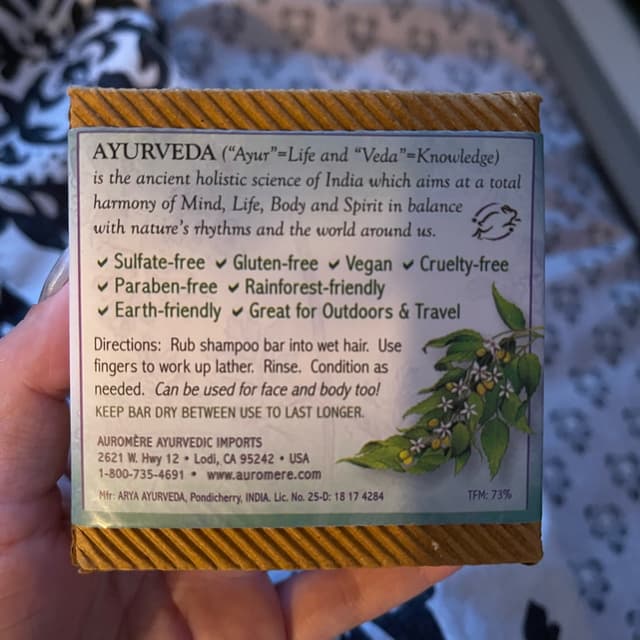 AYURVEDA ("Ayur"=Life and "Veda"=Knowledge)
is the ancient holistic science of India which aims at a total
harmony of Mind, Life, Body and Spirit in balance
with nature's rhythms and the world around us.
✔ Sulfate-free ✔ Gluten-free ✔ Vegan ✔ Cruelty-free
✔ Paraben-free ✔ Rainforest-friendly
✔ Earth-friendly ✔ Great for Outdoors & Travel
Directions: Rub shampoo bar into wet hair. Use
fingers to work up lather. Rinse. Condition as
needed. Can be used for face and body too!
KEEP BAR DRY BETWEEN USE TO LAST LONGER.
AUROMÈRE AYURVEDIC IMPORTS
2621 W. Hwy 12 • Lodi, CA 95242 • USA
1-800-735-4691 • www.auromere.com
Mfr: ARYA AYURVEDA, Pondicherry, INDIA. Lic. No. 25-D: 18 17 4284
TFM: 73%